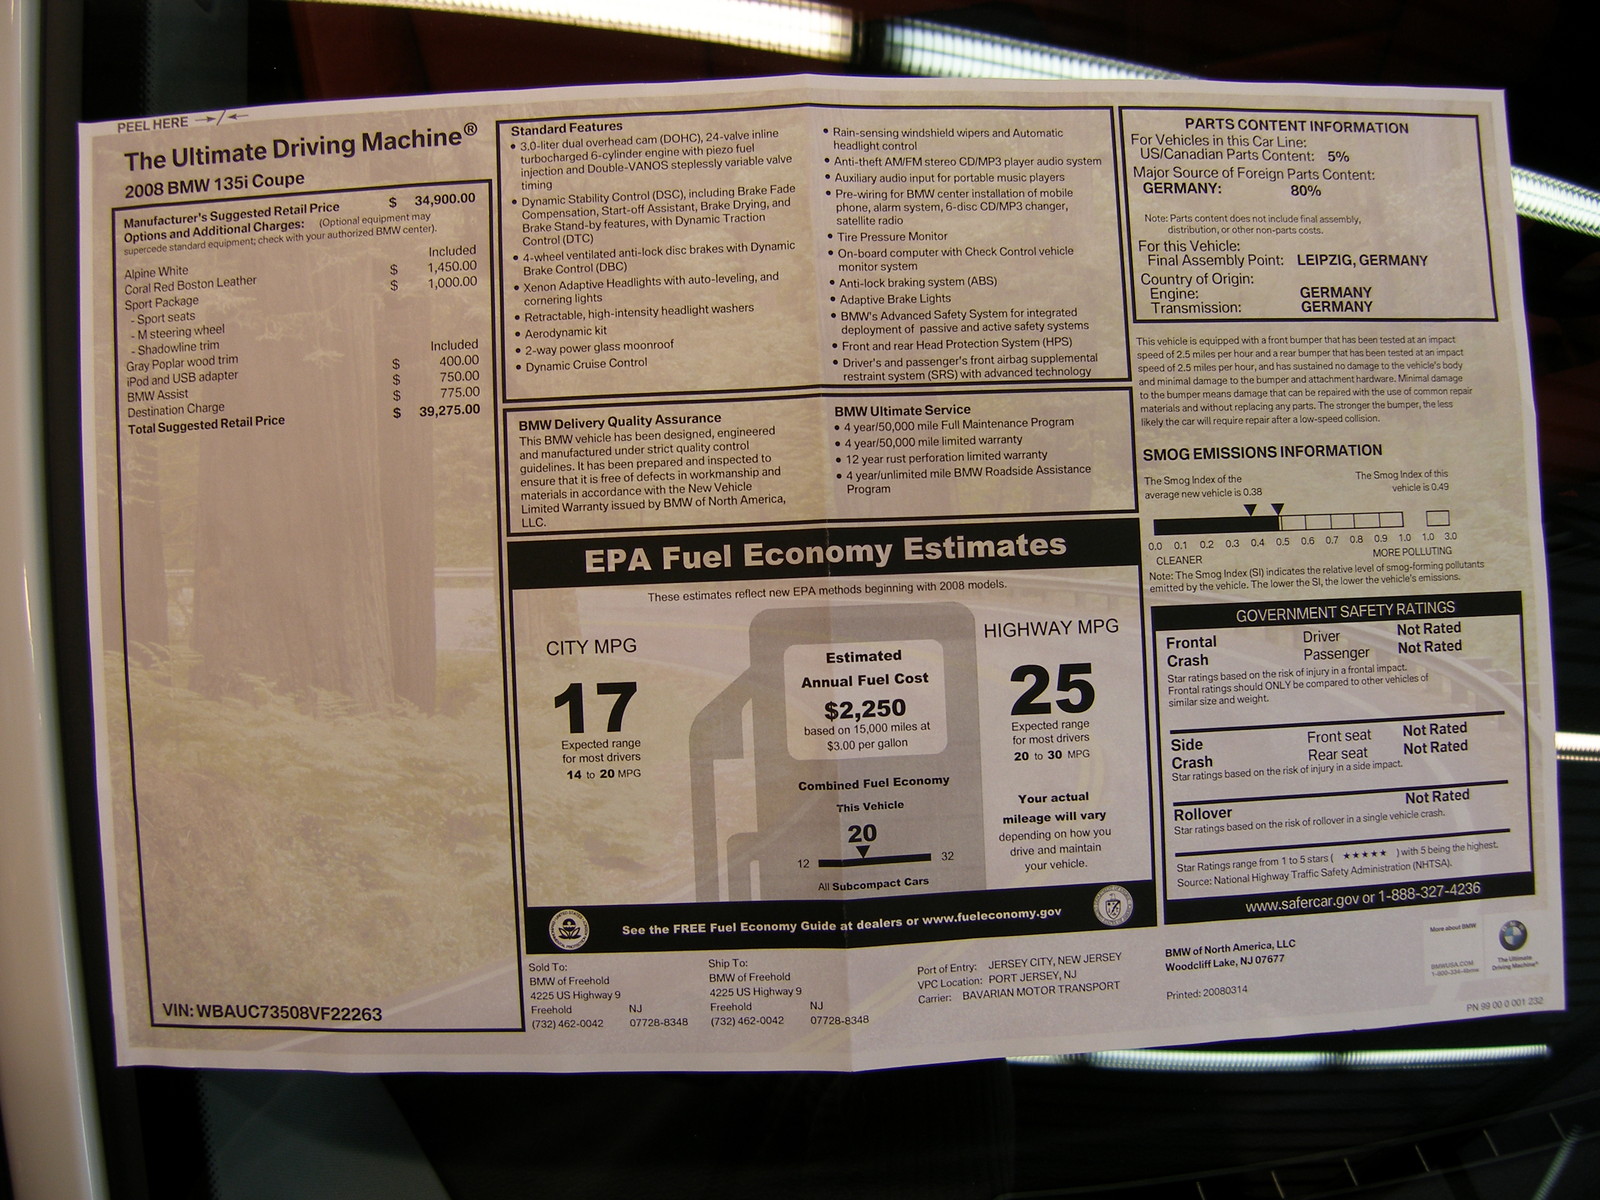 PEEL HERE
The Ultimate Driving Machine®
2008 BMW 135i Coupe
Manufacturer's Suggested Retail Price $ 34,900.00
Options and Additional Charges: (Optional equipment may
supercede standard equipment; check with your authorized BMW center).
Alpine White Included
Coral Red Boston Leather $ 1,450.00
Sport Package $ 1,000.00
- Sport seats
- M steering wheel
- Shadowline trim
Gray Poplar wood trim Included
iPod and USB adapter $ 400.00
BMW Assist $ 750.00
Destination Charge $ 775.00
Total Suggested Retail Price $ 39,275.00
VIN: WBAUC73508VF22263
Standard Features
• 3.0-liter dual overhead cam (DOHC), 24-valve inline
turbocharged 6-cylinder engine with piezo fuel
injection and Double-VANOS steplessly variable valve
timing
• Dynamic Stability Control (DSC), including Brake Fade
Compensation, Start-off Assistant, Brake Drying, and
Brake Stand-by features, with Dynamic Traction
Control (DTC)
• 4-wheel ventilated anti-lock disc brakes with Dynamic
Brake Control (DBC)
• Xenon Adaptive Headlights with auto-leveling, and
cornering lights
• Retractable, high-intensity headlight washers
• Aerodynamic kit
• 2-way power glass moonroof
• Dynamic Cruise Control
• Rain-sensing windshield wipers and Automatic
headlight control
• Anti-theft AM/FM stereo CD/MP3 player audio system
• Auxiliary audio input for portable music players
• Pre-wiring for BMW center installation of mobile
phone, alarm system, 6-disc CD/MP3 changer,
satellite radio
• Tire Pressure Monitor
• On-board computer with Check Control vehicle
monitor system
• Anti-lock braking system (ABS)
• Adaptive Brake Lights
• BMW's Advanced Safety System for integrated
deployment of passive and active safety systems
• Front and rear Head Protection System (HPS)
• Driver's and passenger's front airbag supplemental
restraint system (SRS) with advanced technology
BMW Delivery Quality Assurance
This BMW vehicle has been designed, engineered
and manufactured under strict quality control
guidelines. It has been prepared and inspected to
ensure that it is free of defects in workmanship and
materials in accordance with the New Vehicle
Limited Warranty issued by BMW of North America,
LLC.
BMW Ultimate Service
• 4 year/50,000 mile Full Maintenance Program
• 4 year/50,000 mile limited warranty
• 12 year rust perforation limited warranty
• 4 year/unlimited mile BMW Roadside Assistance
Program
EPA Fuel Economy Estimates
These estimates reflect new EPA methods beginning with 2008 models.
CITY MPG
17
Expected range
for most drivers
14 to 20 MPG
Estimated
Annual Fuel Cost
$2,250
based on 15,000 miles at
$3.00 per gallon
Combined Fuel Economy
This Vehicle
20
12 32
All Subcompact Cars
HIGHWAY MPG
25
Expected range
for most drivers
20 to 30 MPG
Your actual
mileage will vary
depending on how you
drive and maintain
your vehicle.
See the FREE Fuel Economy Guide at dealers or www.fueleconomy.gov
Sold To:
BMW of Freehold
4225 US Highway 9
Freehold NJ
(732) 462-0042 07728-8348
Ship To:
BMW of Freehold
4225 US Highway 9
Freehold NJ
(732) 462-0042 07728-8348
Port of Entry: JERSEY CITY, NEW JERSEY
VPC Location: PORT JERSEY, NJ
Carrier: BAVARIAN MOTOR TRANSPORT
PARTS CONTENT INFORMATION
For Vehicles in this Car Line:
US/Canadian Parts Content: 5%
Major Source of Foreign Parts Content:
GERMANY: 80%
Note: Parts content does not include final assembly,
distribution, or other non-parts costs.
For this Vehicle:
Final Assembly Point: LEIPZIG, GERMANY
Country of Origin:
Engine: GERMANY
Transmission: GERMANY
This vehicle is equipped with a front bumper that has been tested at an impact
speed of 2.5 miles per hour and a rear bumper that has been tested at an impact
speed of 2.5 miles per hour, and has sustained no damage to the vehicle's body
and minimal damage to the bumper and attachment hardware. Minimal damage
to the bumper means damage that can be repaired with the use of common repair
materials and without replacing any parts. The stronger the bumper, the less
likely the car will require repair after a low-speed collision.
SMOG EMISSIONS INFORMATION
The Smog Index of the
average new vehicle is 0.38
The Smog Index of this
vehicle is 0.49
0.0 0.1 0.2 0.3 0.4 0.5 0.6 0.7 0.8 0.9 1.0 1.0 3.0
CLEANER MORE POLLUTING
Note: The Smog Index (SI) indicates the relative level of smog-forming pollutants
emitted by the vehicle. The lower the SI, the lower the vehicle's emissions.
GOVERNMENT SAFETY RATINGS
Frontal Driver Not Rated
Crash Passenger Not Rated
Star ratings based on the risk of injury in a frontal impact.
Frontal ratings should ONLY be compared to other vehicles of
similar size and weight.
Side Front seat Not Rated
Crash Rear seat Not Rated
Star ratings based on the risk of injury in a side impact.
Rollover Not Rated
Star ratings based on the risk of rollover in a single vehicle crash.
Star Ratings range from 1 to 5 stars ( ★★★★★ ) with 5 being the highest.
Source: National Highway Traffic Safety Administration (NHTSA).
www.safercar.gov or 1-888-327-4236
BMW of North America, LLC
Woodcliff Lake, NJ 07677
Printed: 20080314
More about BMW
BMWUSA.COM
The Ultimate
Driving Machine®
PN 99 00 0 001 232